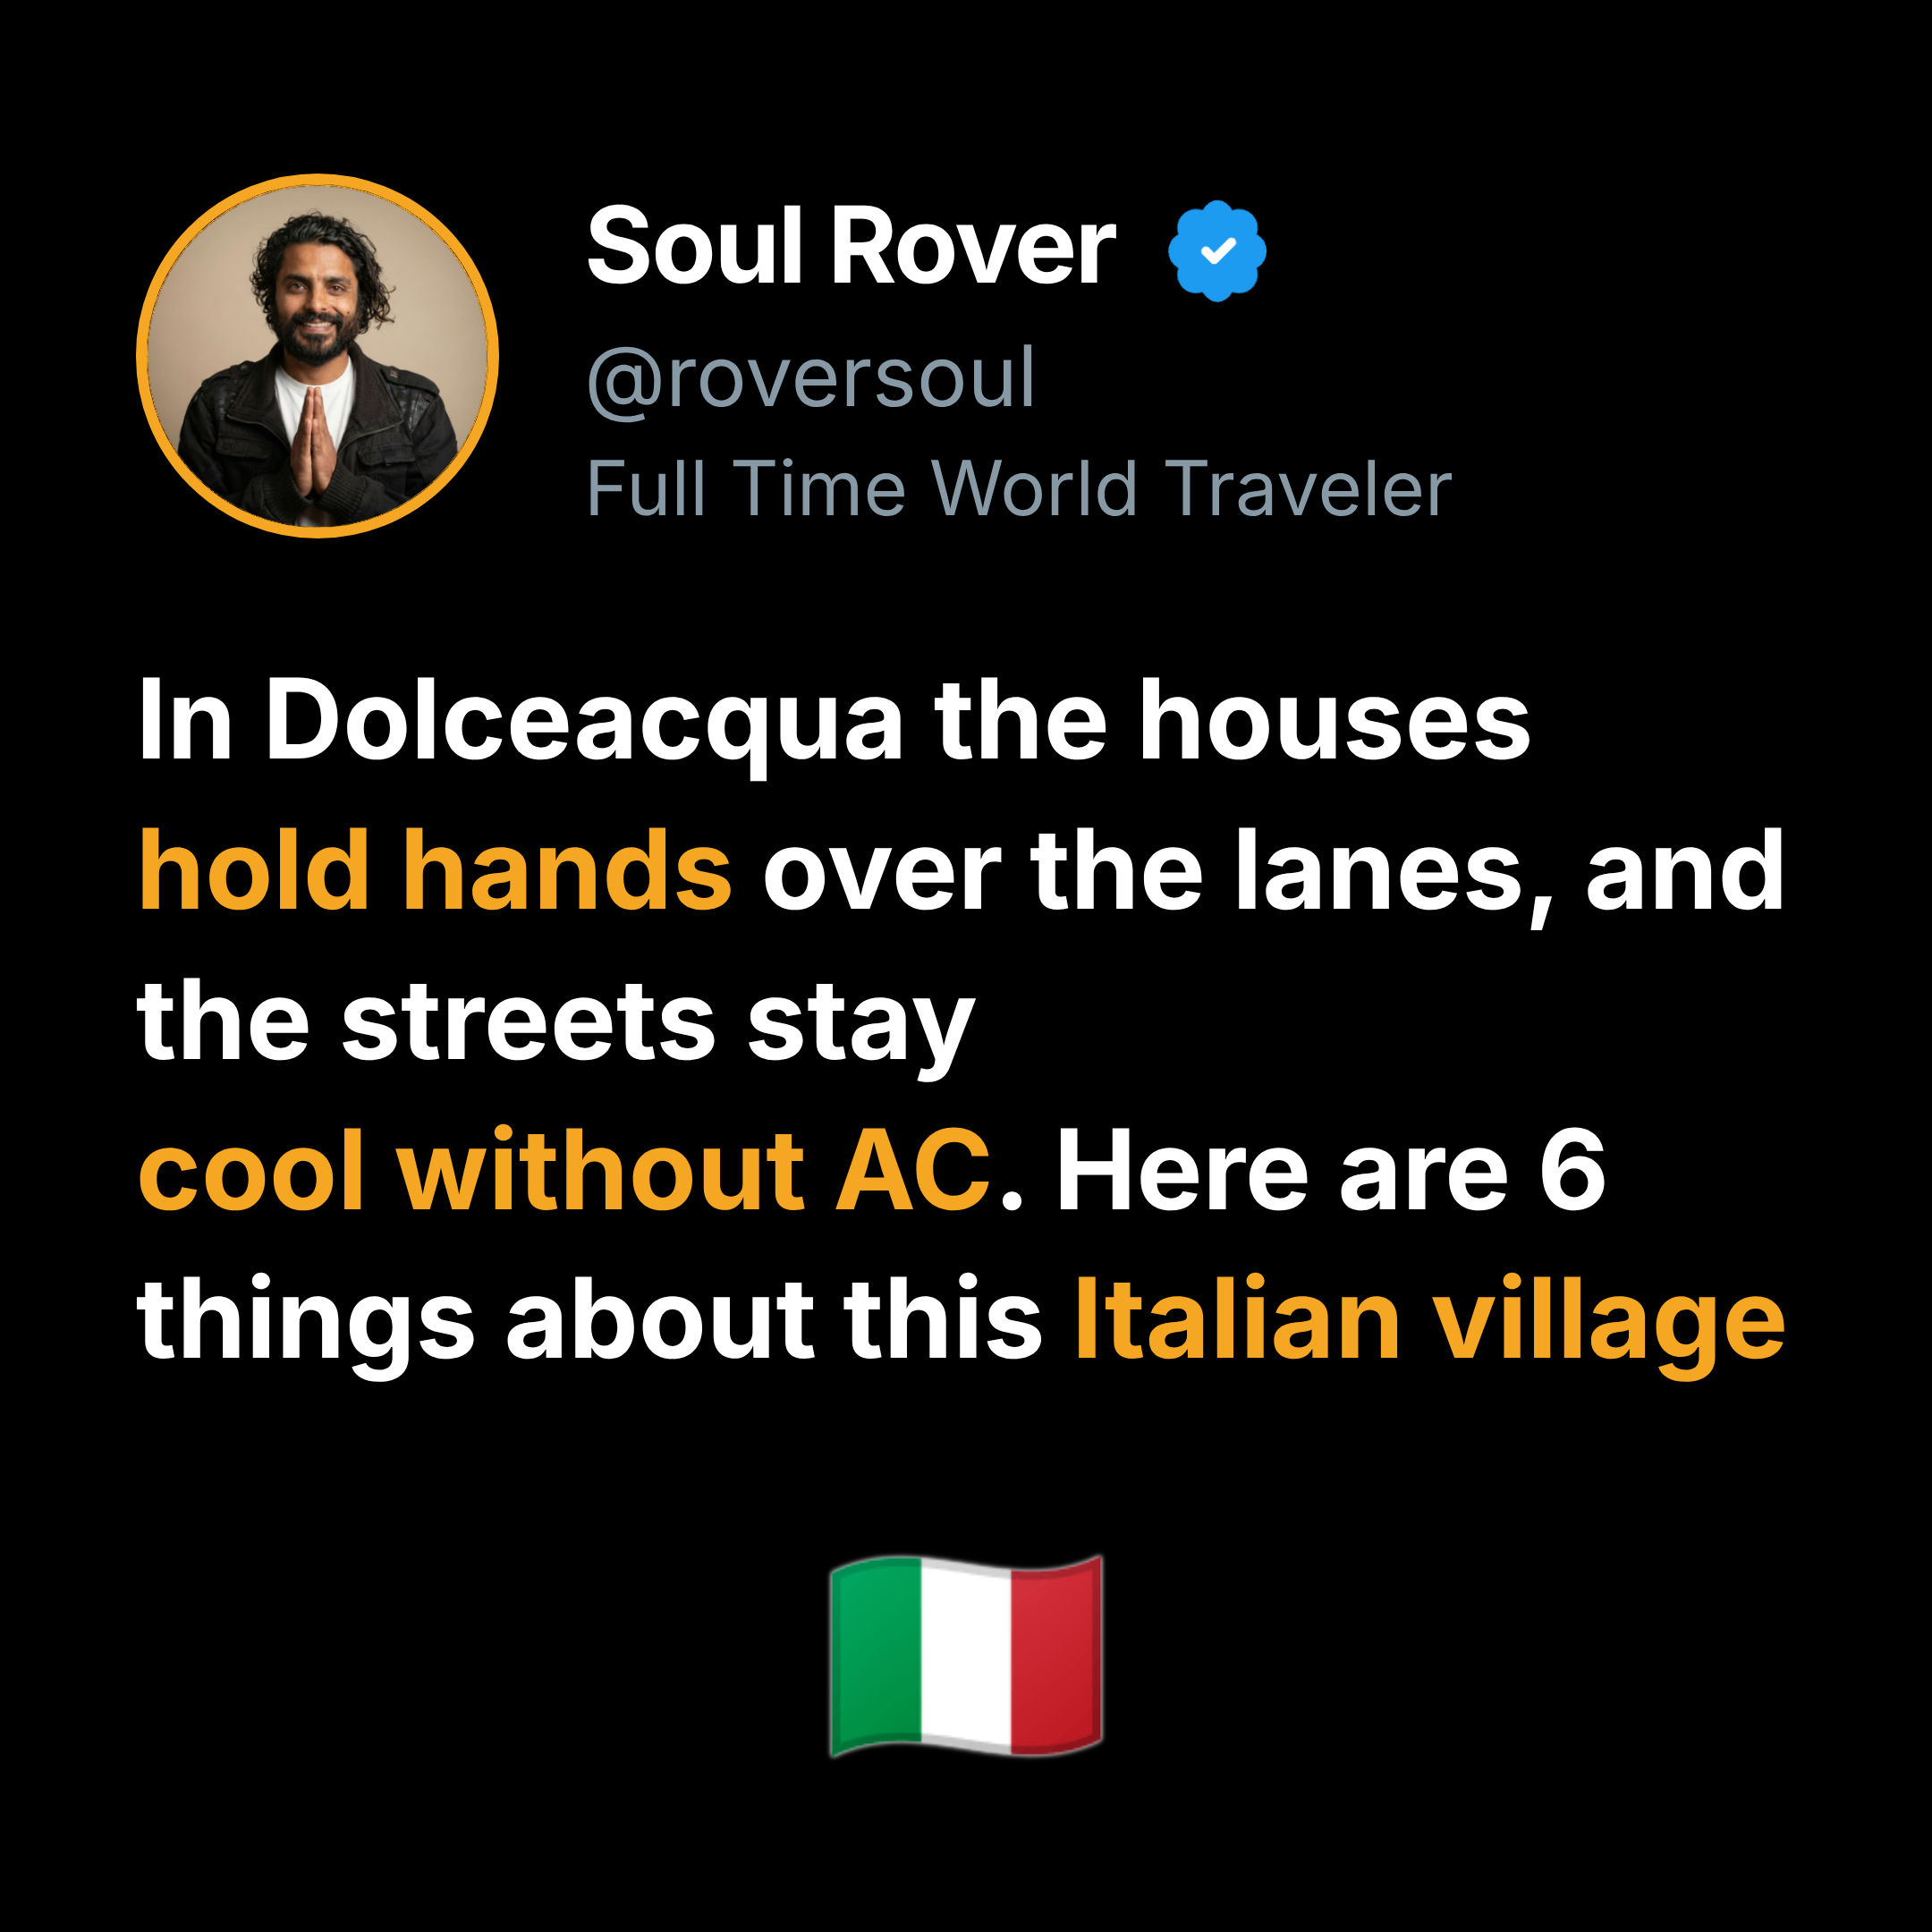 Soul Rover
@roversoul
Full Time World Traveler
In Dolceacqua the houses
hold hands over the lanes, and
the streets stay
cool without AC. Here are 6
things about this Italian village